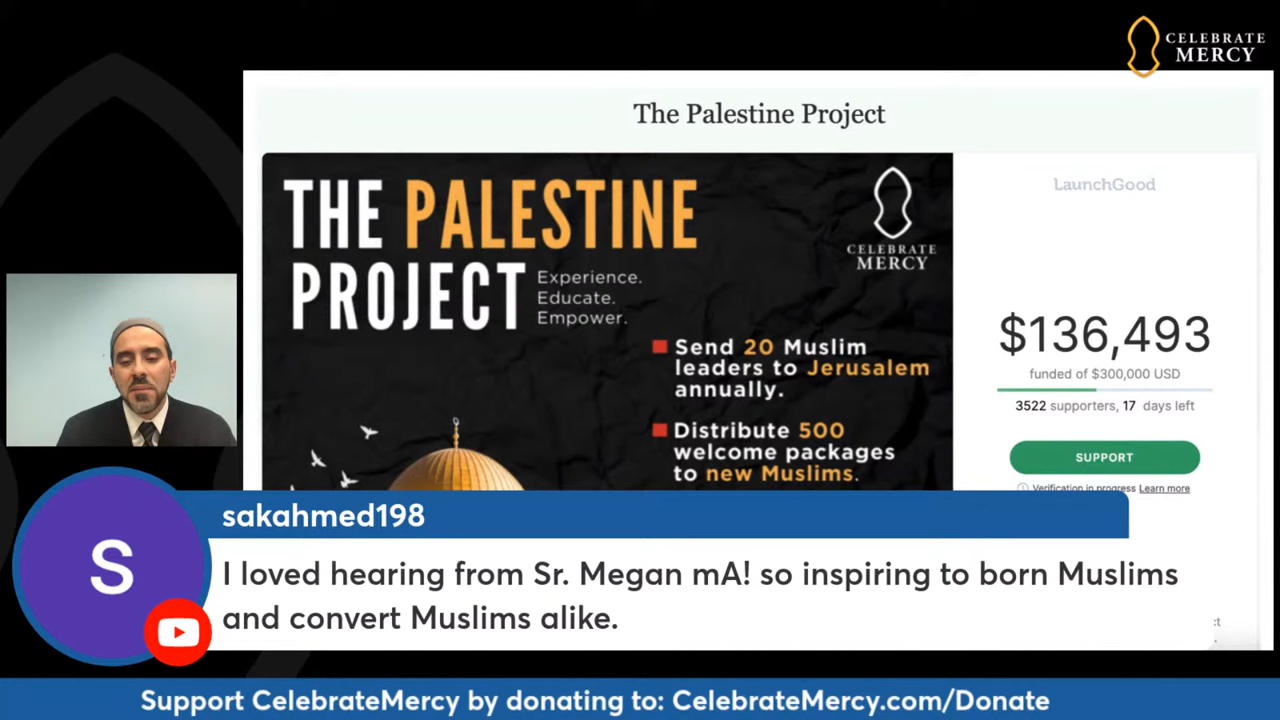 CELEBRATE
MERCY
The Palestine Project
THE PALESTINE
PROJECT
Experience.
Educate.
Empower.
CELEBRATE
MERCY
Send 20 Muslim
leaders to Jerusalem
annually.
Distribute 500
welcome packages
to new Muslims.
LaunchGood
$136,493
funded of $300,000 USD
3522 supporters, 17 days left
SUPPORT
Verification in progress Learn more
S
sakahmed198
I loved hearing from Sr. Megan mA! so inspiring to born Muslims
and convert Muslims alike.
Support CelebrateMercy by donating to: CelebrateMercy.com/Donate